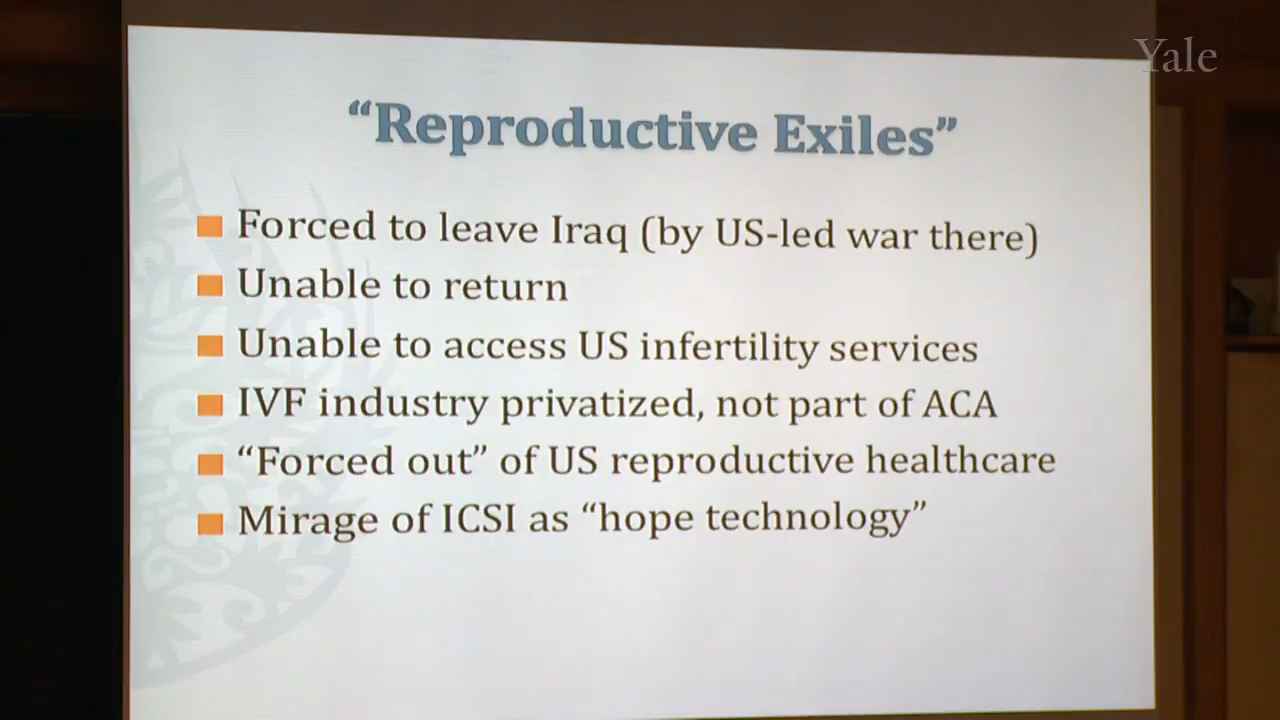 Yale
“Reproductive Exiles”
Forced to leave Iraq (by US-led war there)
Unable to return
Unable to access US infertility services
IVF industry privatized, not part of ACA
“Forced out” of US reproductive healthcare
Mirage of ICSI as “hope technology”